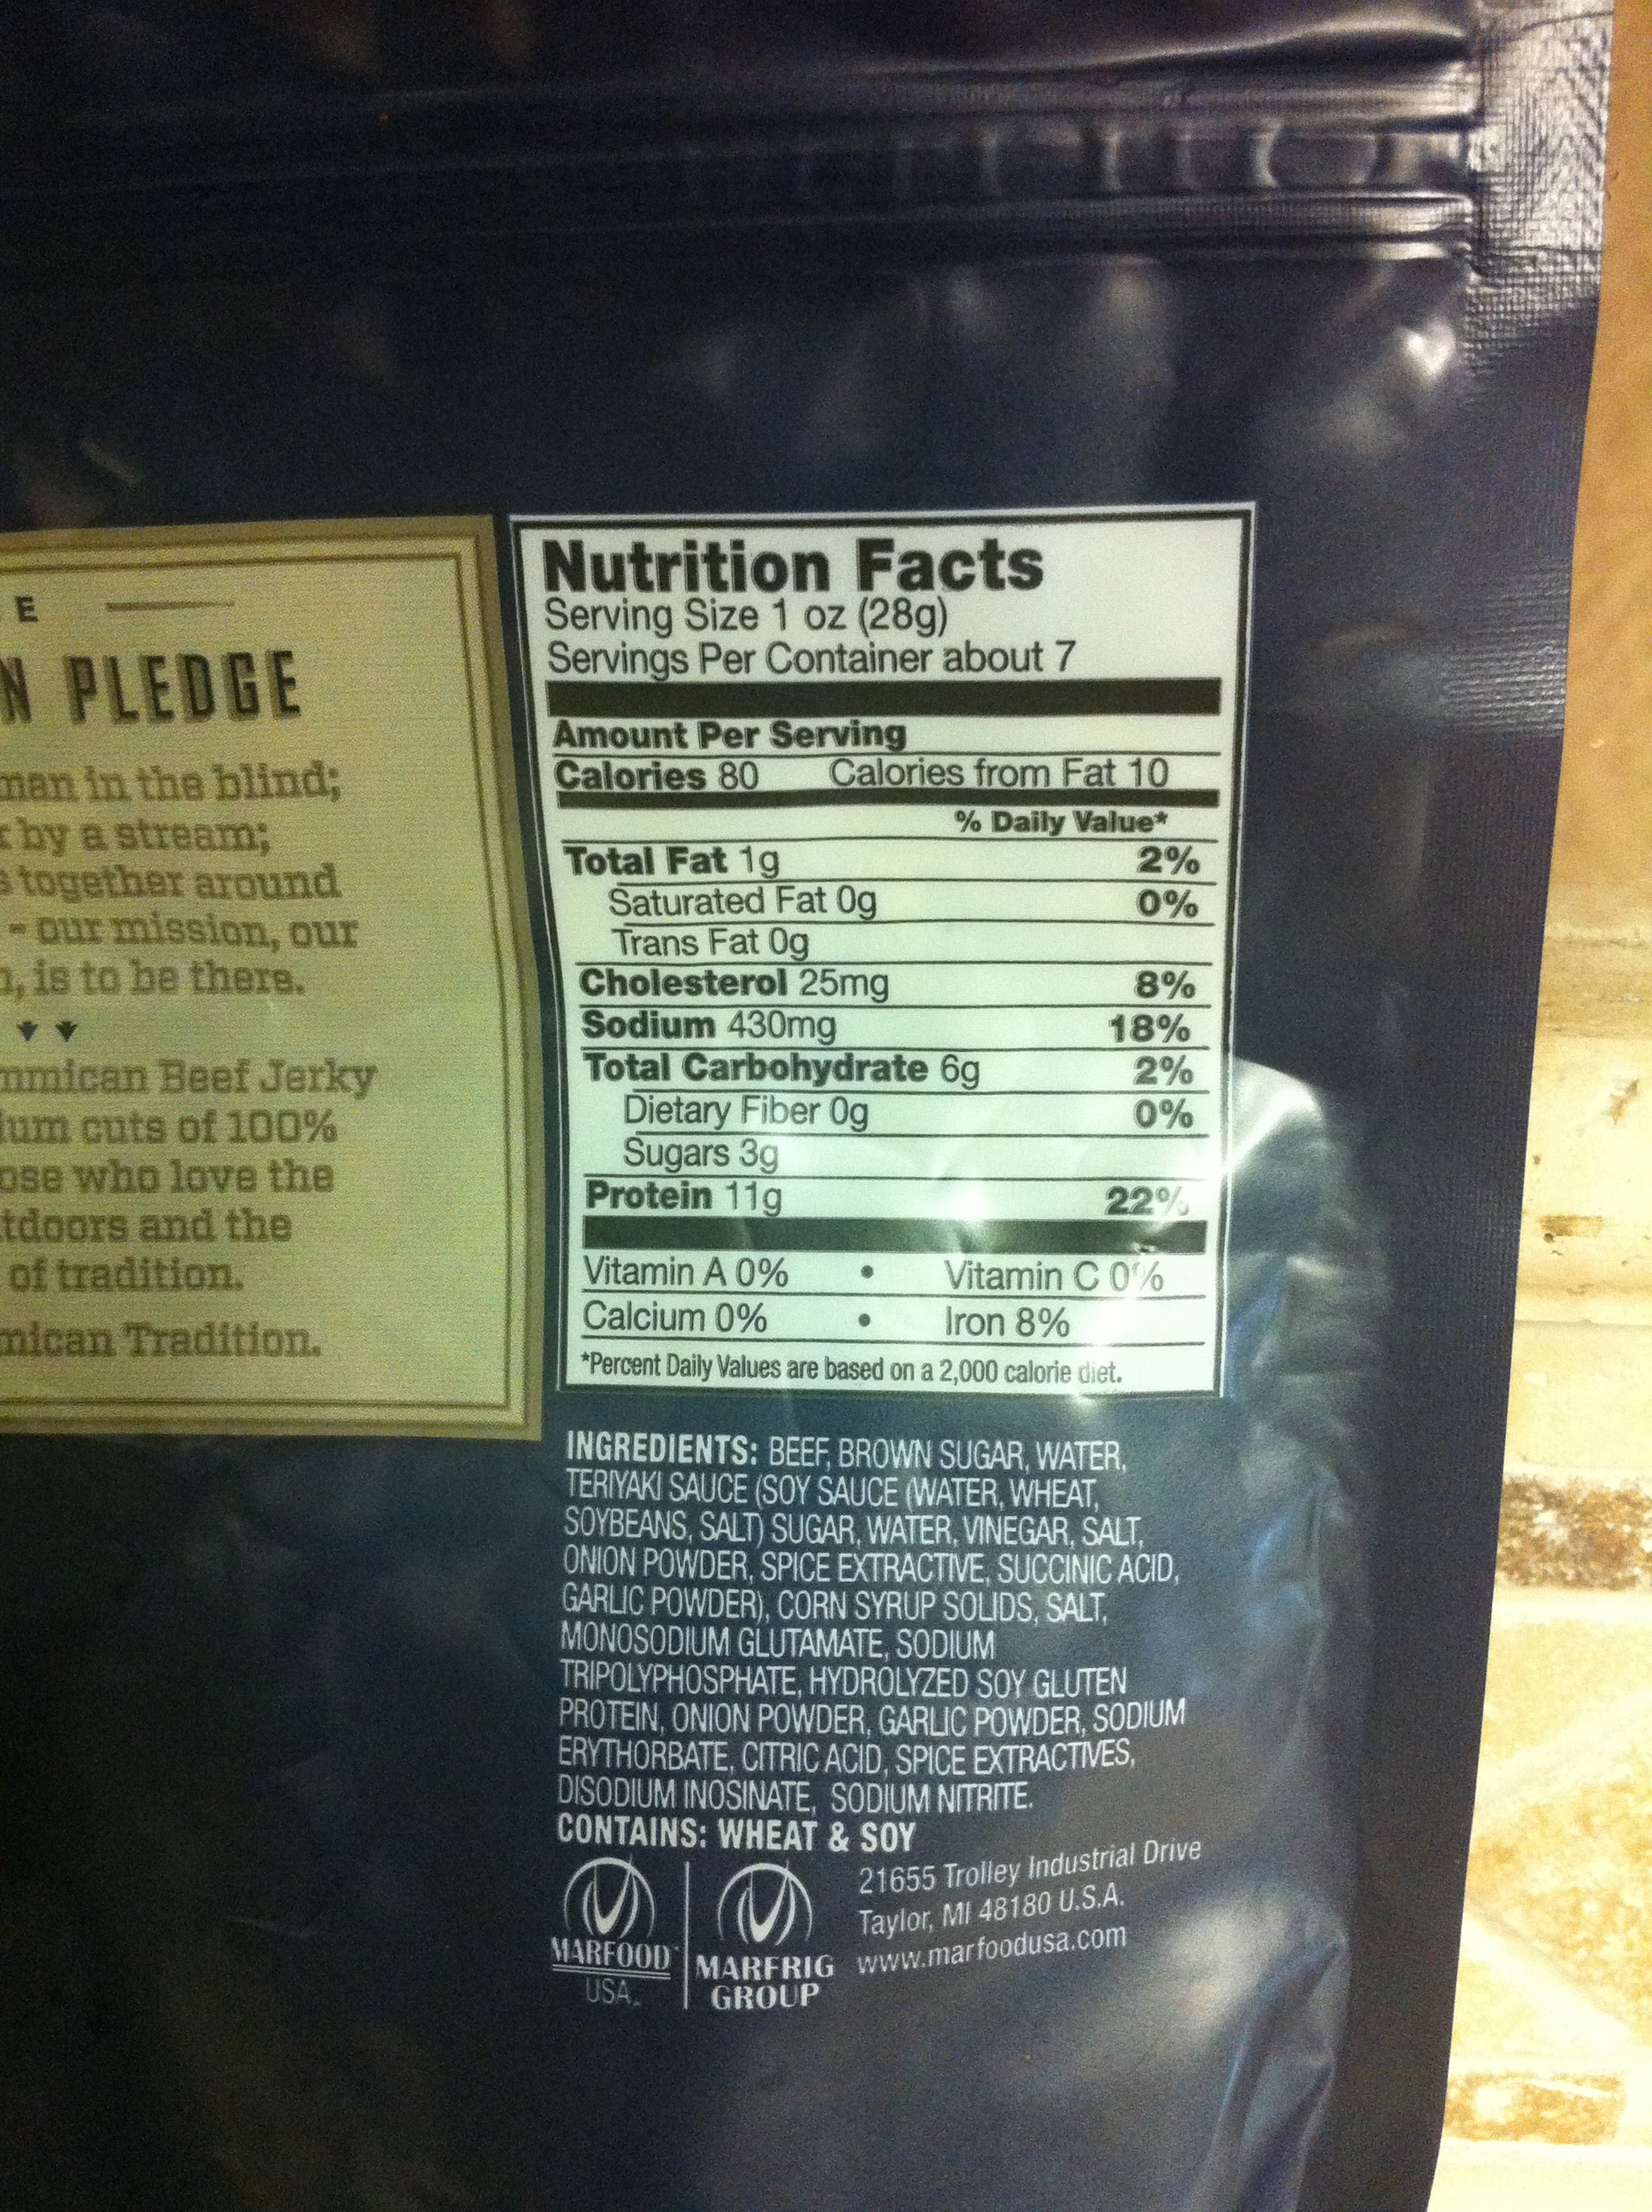 E
N PLEDGE
man in the blind;
by a stream;
together around
- our mission, our
, is to be there.
mmican Beef Jerky
ium cuts of 100%
ose who love the
tdoors and the
of tradition.
mican Tradition.
Nutrition Facts
Serving Size 1 oz (28g)
Servings Per Container about 7
Amount Per Serving
Calories 80 Calories from Fat 10
% Daily Value*
Total Fat 1g 2%
Saturated Fat 0g 0%
Trans Fat 0g
Cholesterol 25mg 8%
Sodium 430mg 18%
Total Carbohydrate 6g 2%
Dietary Fiber 0g 0%
Sugars 3g
Protein 11g 22%
Vitamin A 0% • Vitamin C 0%
Calcium 0% • Iron 8%
*Percent Daily Values are based on a 2,000 calorie diet.
INGREDIENTS: BEEF, BROWN SUGAR, WATER,
TERIYAKI SAUCE (SOY SAUCE (WATER, WHEAT,
SOYBEANS, SALT) SUGAR, WATER, VINEGAR, SALT,
ONION POWDER, SPICE EXTRACTIVE, SUCCINIC ACID,
GARLIC POWDER), CORN SYRUP SOLIDS, SALT,
MONOSODIUM GLUTAMATE, SODIUM
TRIPOLYPHOSPHATE, HYDROLYZED SOY GLUTEN
PROTEIN, ONION POWDER, GARLIC POWDER, SODIUM
ERYTHORBATE, CITRIC ACID, SPICE EXTRACTIVES,
DISODIUM INOSINATE, SODIUM NITRITE.
CONTAINS: WHEAT & SOY
MARFOOD
USA
MARFRIG
GROUP
21655 Trolley Industrial Drive
Taylor, MI 48180 U.S.A.
www.marfoodusa.com